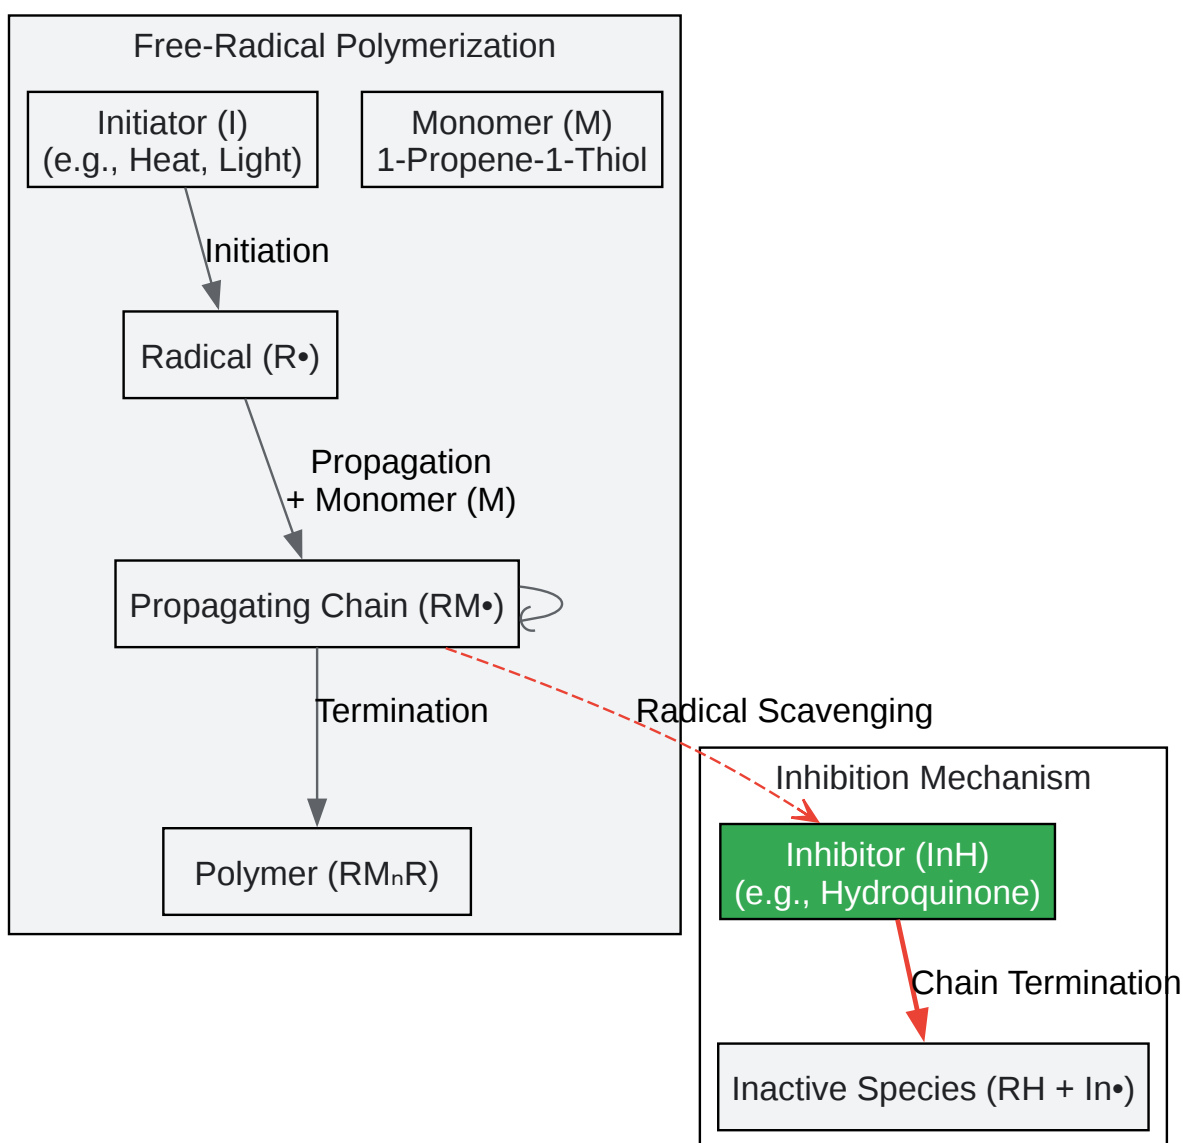 Free-Radical Polymerization
Initiator (I)
(e.g., Heat, Light)
Monomer (M)
1-Propene-1-Thiol
Initiation
Radical (R•)
Propagation
+ Monomer (M)
Propagating Chain (RM•)
Termination
Radical Scavenging
Polymer (RMₙR)
Inhibition Mechanism
Inhibitor (InH)
(e.g., Hydroquinone)
Chain Termination
Inactive Species (RH + In•)